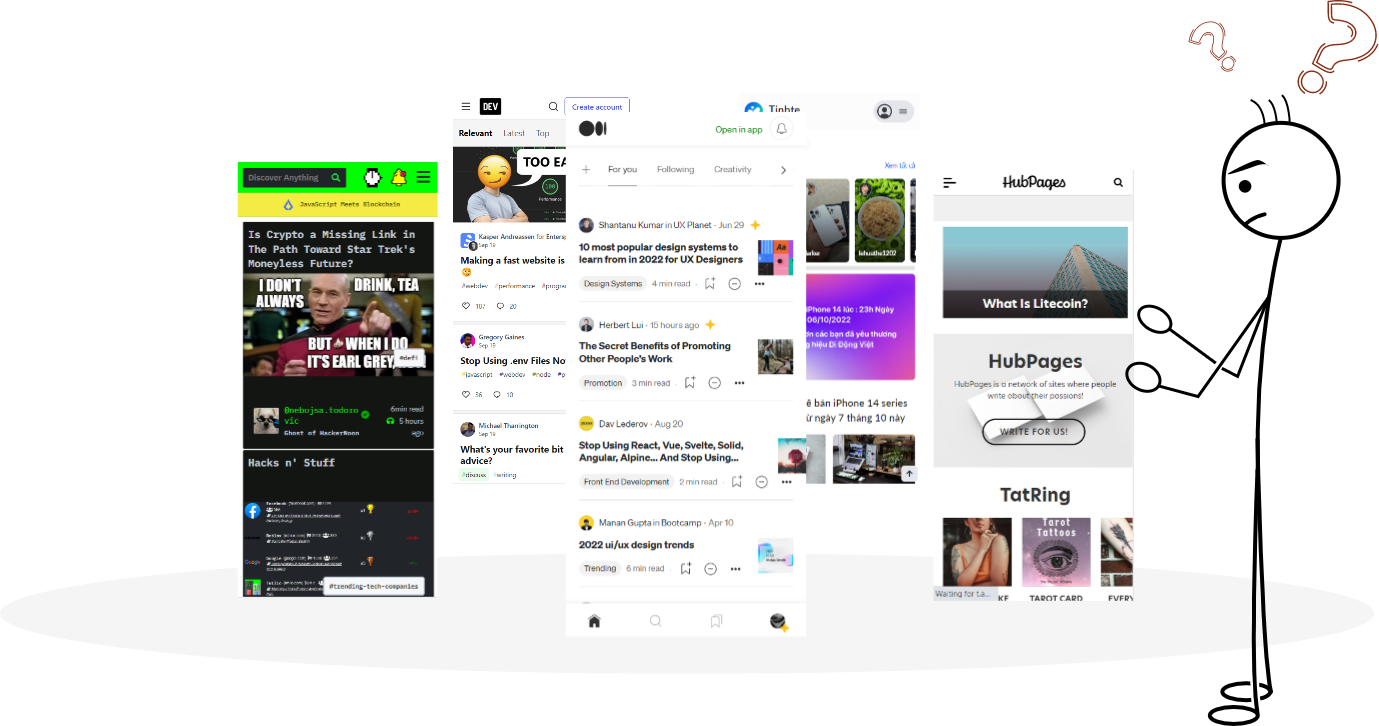 Discover Anything
JavaScript Meets Blockchain
Is Crypto a Missing Link in
The Path Toward Star Trek's
Moneyless Future?
I DON'T
ALWAYS
DRINK, TEA
BUT WHEN I DO
IT'S EARL GREY,
#defi
@nebojsa.todoro
vic
Ghost of HackerNoon
6min read
5 hours
ago
Hacks n' Stuff
Google
#trending-tech-companies
DEV
Create account
Relevant
Latest
Top
TOO EA
100
Performance
Kasper Andreassen for Enters
Sep 19
Making a fast website is
#webdev #performance #progra
187
20
Gregory Gaines
Sep 19
Stop Using .env Files No
#javascript #webdev #node #p
36
10
Michael Tharrington
Sep 19
What's your favorite bit
advice?
#discuss #writing
Open in app
For you
Following
Creativity
Shantanu Kumar in UX Planet · Jun 29
10 most popular design systems to
learn from in 2022 for UX Designers
Aa
Design Systems
4 min read ·
Herbert Lui · 15 hours ago
The Secret Benefits of Promoting
Other People's Work
Promotion
3 min read ·
Dav Lederov · Aug 20
Stop Using React, Vue, Svelte, Solid,
Angular, Alpine... And Stop Using...
Front End Development
2 min read ·
Manan Gupta in Bootcamp · Apr 10
2022 ui/ux design trends
Trending
6 min read ·
Tinhte
Xem tất cả
lehuathe1202
iPhone 14 lúc : 23h Ngày
06/10/2022
ơn các bạn đã yêu thương
g hiệu Di Động Việt
ê bán iPhone 14 series
ừ ngày 7 tháng 10 này
HubPages
What Is Litecoin?
HubPages
HubPages is a network of sites where people
write about their passions!
WRITE FOR US!
TatRing
Tarot
Tattoos
Waiting for t.a...
KE
TAROT CARD
EVERY
? ?